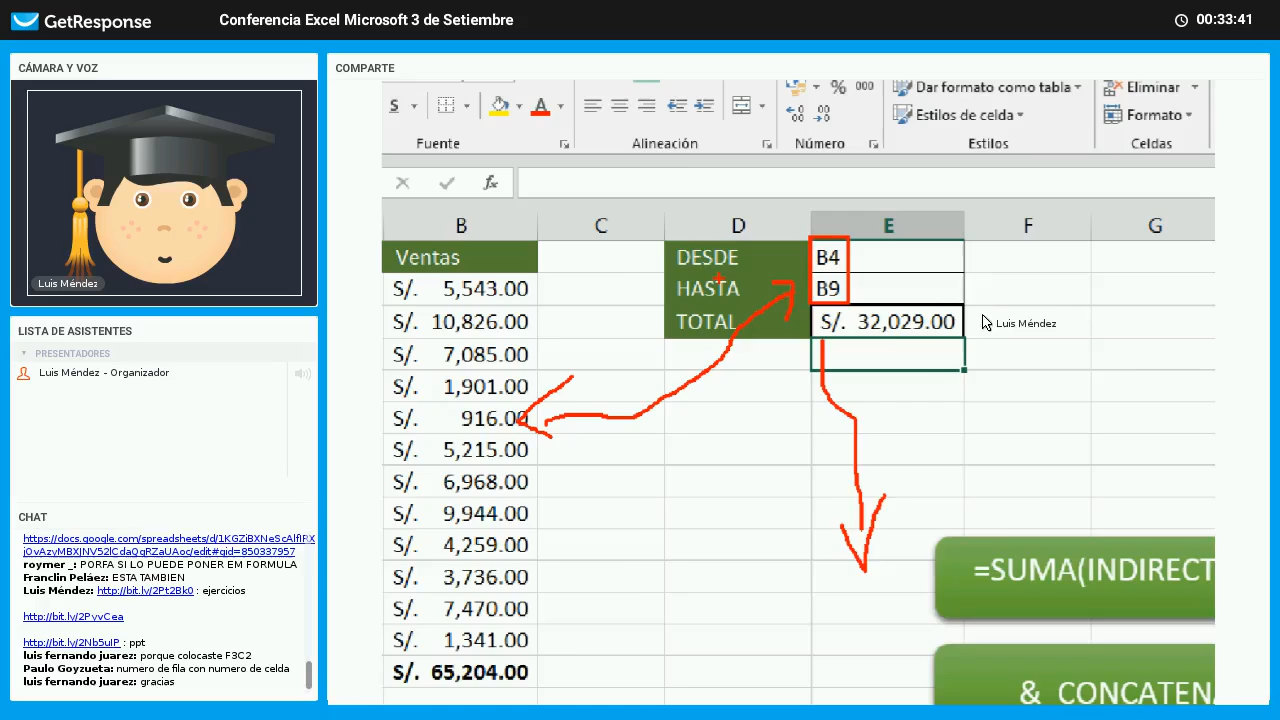 GetResponse
Conferencia Excel Microsoft 3 de Setiembre
00:33:41
CÁMARA Y VOZ
Luis Méndez
LISTA DE ASISTENTES
PRESENTADORES
Luis Méndez - Organizador
CHAT
https://docs.google.com/spreadsheets/d/1KGZiBXNeScAlfIRX
jOvAzyMBXJNV52lCdaQqRZaUAoc/edit#gid=850337957
roymer _: PORFA SI LO PUEDE PONER EM FORMULA
Franclin Peláez: ESTA TAMBIEN
Luis Méndez: http://bit.ly/2Pt2Bk0 : ejercicios
http://bit.ly/2PyvCea
http://bit.ly/2Nb5uIP : ppt
luis fernando juarez: porque colocaste F3C2
Paulo Goyzueta: numero de fila con numero de celda
luis fernando juarez: gracias
COMPARTE
S A % 000 Dar formato como tabla Eliminar
Estilos de celda Formato
Fuente Alineación Número Estilos Celdas
fx
B C D E F G
Ventas DESDE B4
S/. 5,543.00 HASTA B9
S/. 10,826.00 TOTAL S/. 32,029.00 Luis Méndez
S/. 7,085.00
S/. 1,901.00
S/. 916.00
S/. 5,215.00
S/. 6,968.00
S/. 9,944.00
S/. 4,259.00
=SUMA(INDIRECT
S/. 3,736.00
S/. 7,470.00
S/. 1,341.00
S/. 65,204.00
& CONCATENA